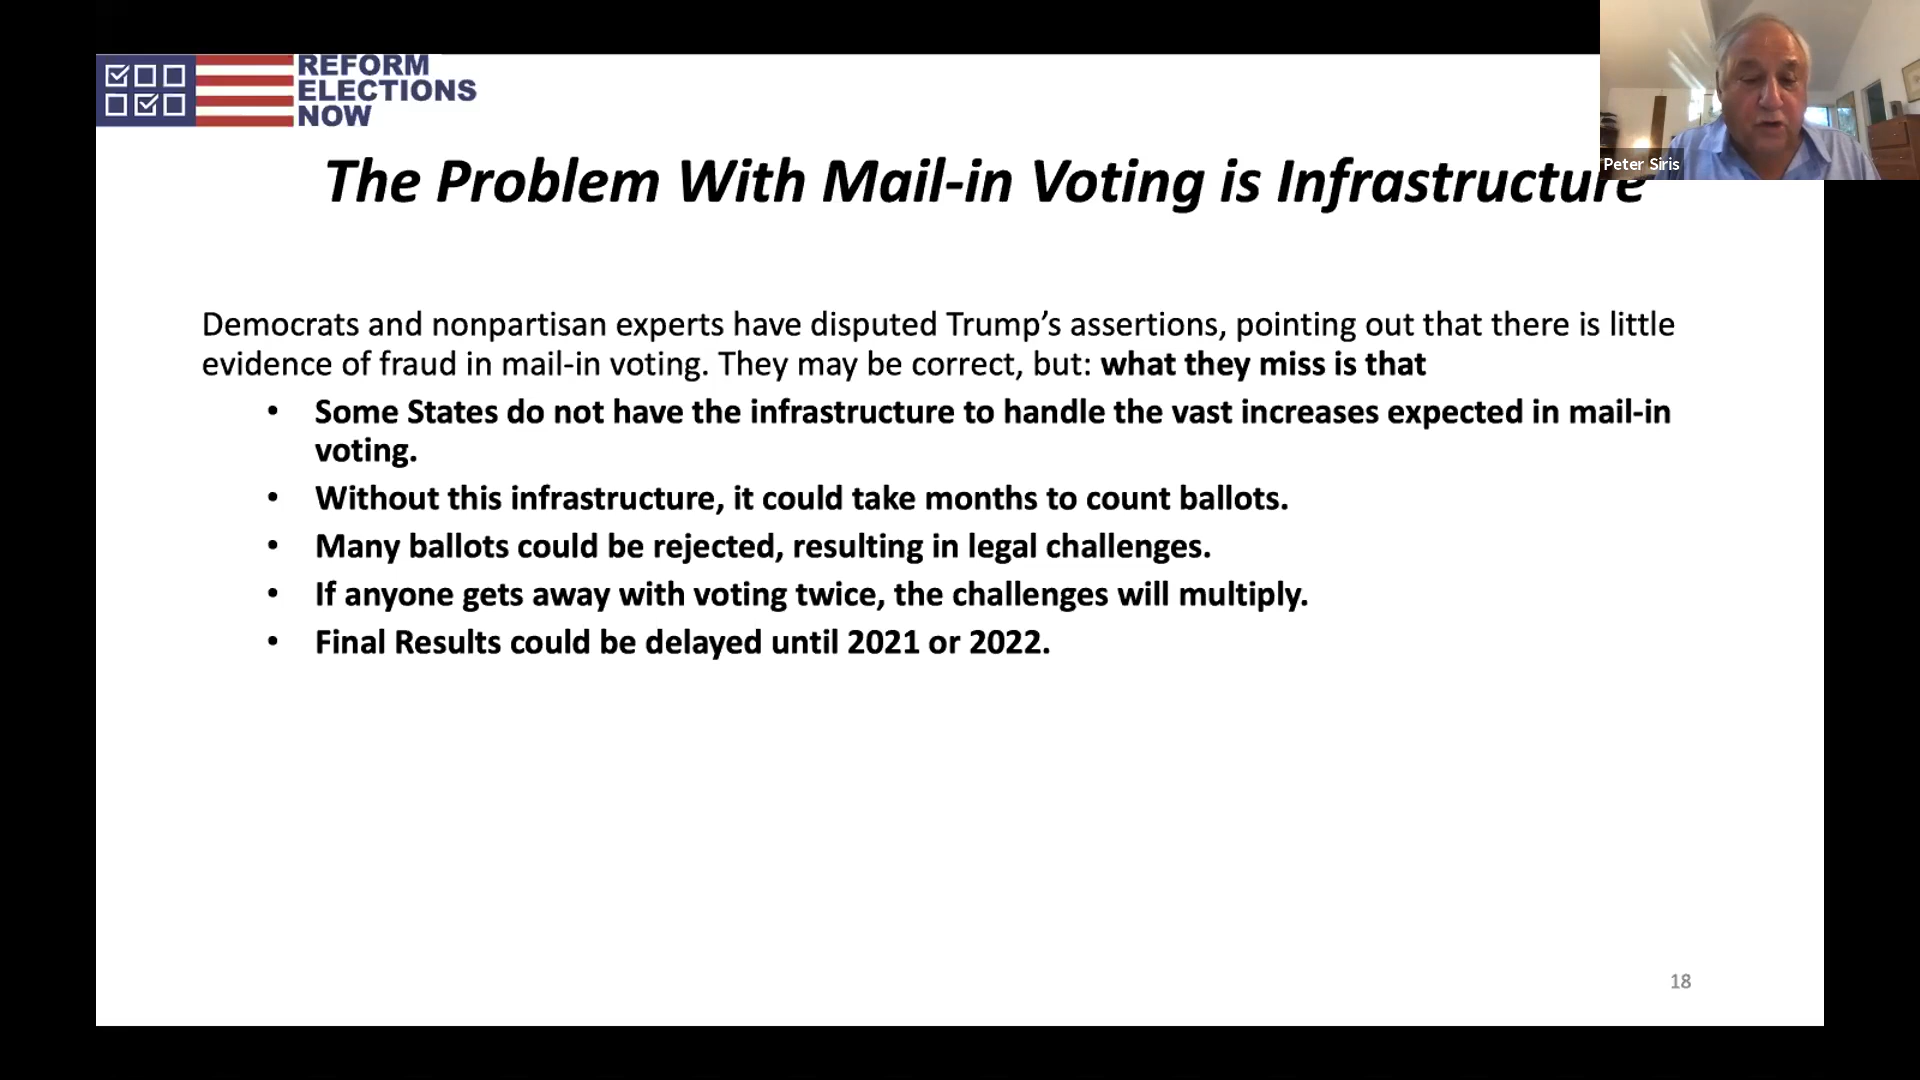 REFORM
ELECTIONS
NOW
Peter Siris
The Problem With Mail-in Voting is Infrastructure
Democrats and nonpartisan experts have disputed Trump’s assertions, pointing out that there is little
evidence of fraud in mail-in voting. They may be correct, but: what they miss is that
• Some States do not have the infrastructure to handle the vast increases expected in mail-in
voting.
• Without this infrastructure, it could take months to count ballots.
• Many ballots could be rejected, resulting in legal challenges.
• If anyone gets away with voting twice, the challenges will multiply.
• Final Results could be delayed until 2021 or 2022.
18